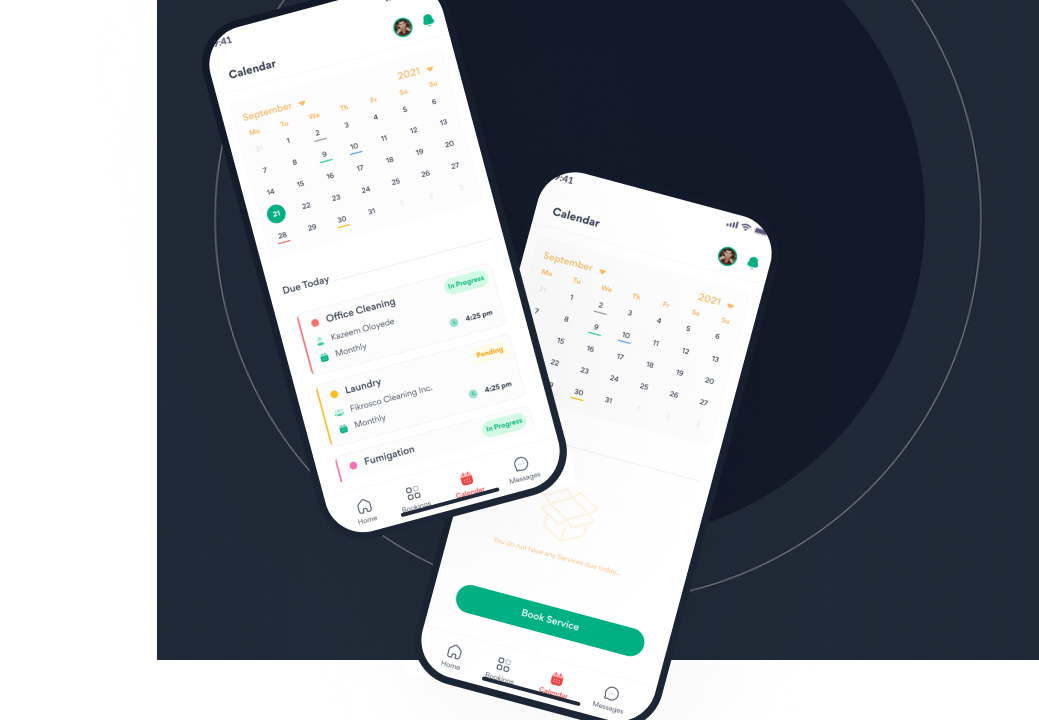 9:41
Calendar
September 2021
Mo Tu We Th Fr Sa Su
31 1 2 3 4 5 6
7 8 9 10 11 12 13
14 15 16 17 18 19 20
21 22 23 24 25 26 27
28 29 30 31 1 2 3
Due Today
Office Cleaning In Progress
Kazeem Oloyede 4:25 pm
Monthly
Laundry Pending
Fikrosco Cleaning Inc. 4:25 pm
Monthly
Fumigation In Progress
Home Bookings Calendar Messages
:41
Calendar
September 2021
Mo Tu We Th Fr Sa Su
31 1 2 3 4 5 6
7 8 9 10 11 12 13
15 16 17 18 19 20
22 23 24 25 26 27
30 31 1 2 3
You do not have any Services due today...
Book Service
Home Bookings Calendar Messages